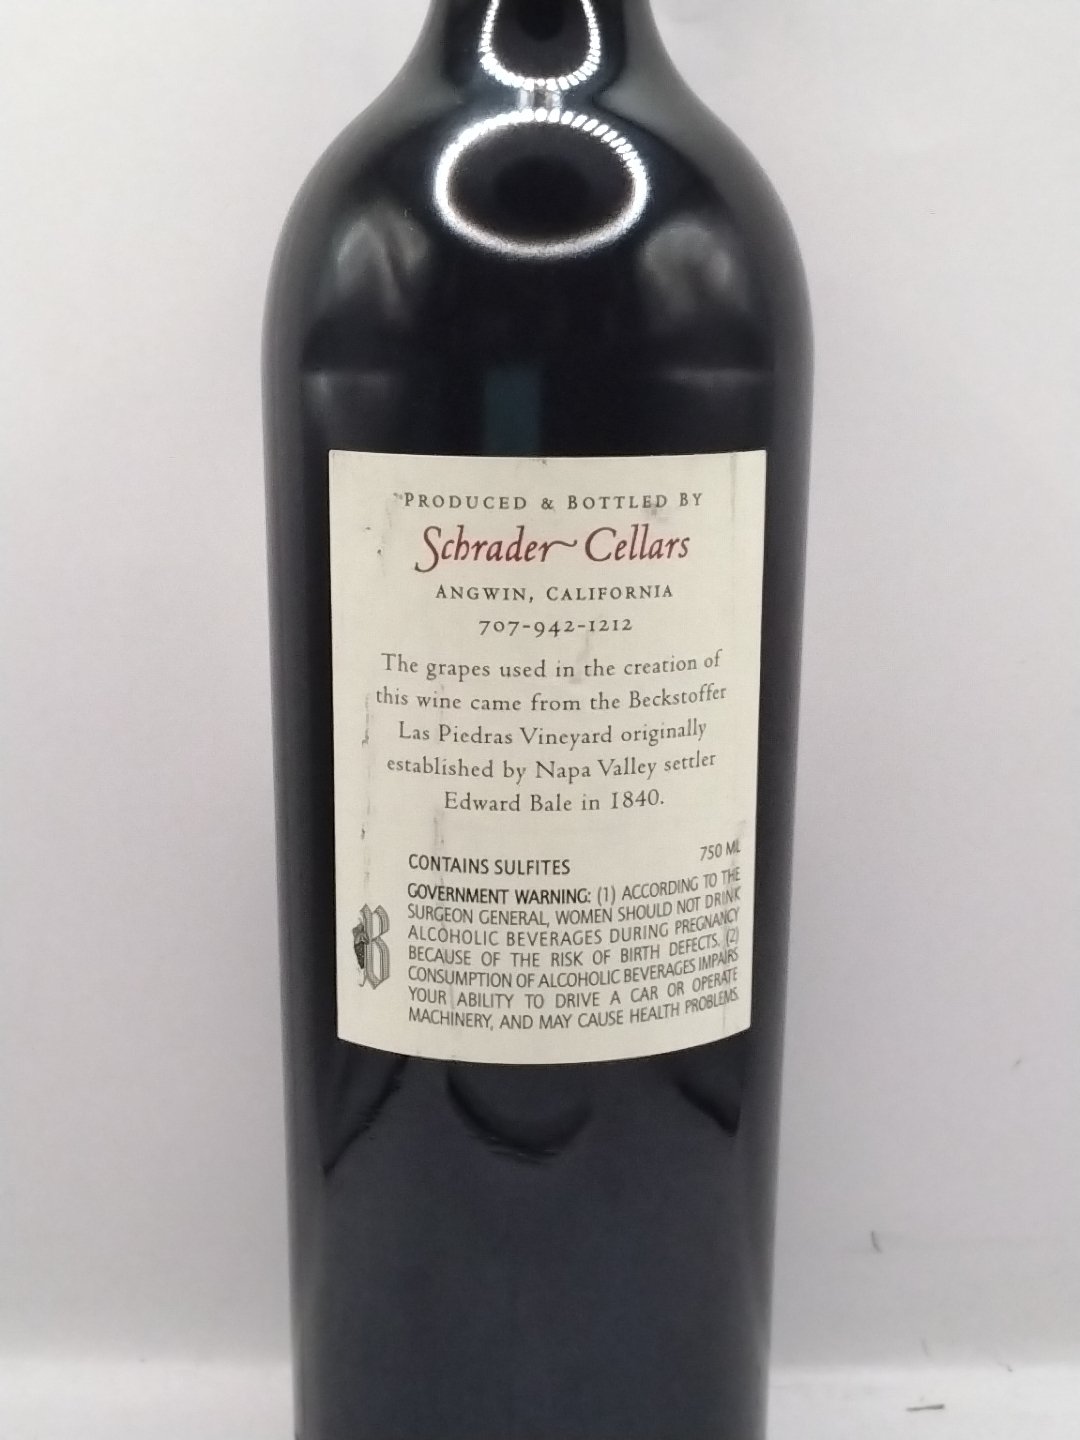 PRODUCED & BOTTLED BY
Schrader Cellars
ANGWIN, CALIFORNIA
707-942-1212
The grapes used in the creation of
this wine came from the Beckstoffer
Las Piedras Vineyard originally
established by Napa Valley settler
Edward Bale in 1840.
750 ML
CONTAINS SULFITES
GOVERNMENT WARNING: (1) ACCORDING TO THE
SURGEON GENERAL, WOMEN SHOULD NOT DRINK
ALCOHOLIC BEVERAGES DURING PREGNANCY
BECAUSE OF THE RISK OF BIRTH DEFECTS. (2)
CONSUMPTION OF ALCOHOLIC BEVERAGES IMPAIRS
YOUR ABILITY TO DRIVE A CAR OR OPERATE
MACHINERY, AND MAY CAUSE HEALTH PROBLEMS.
B